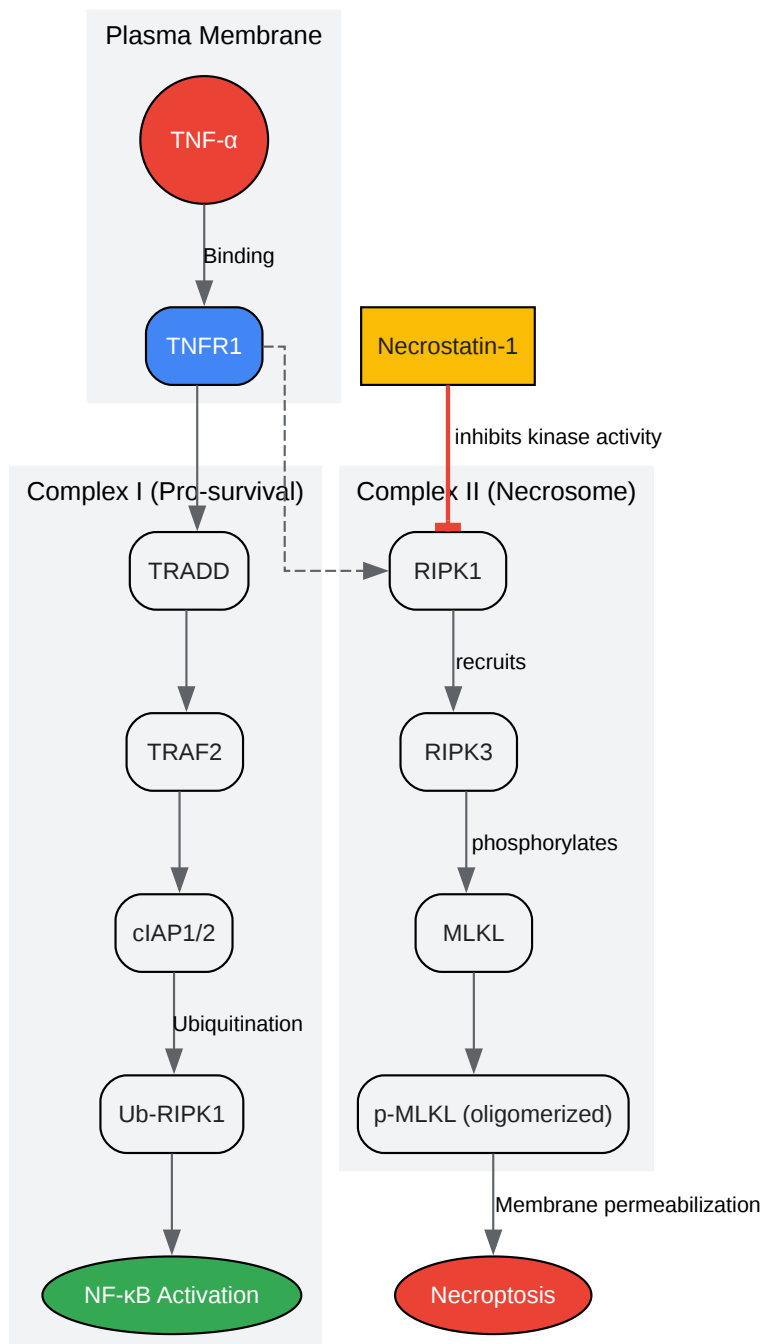 Plasma Membrane
TNF-α
Binding
TNFR1
Necrostatin-1
inhibits kinase activity
Complex I (Pro-survival)
Complex II (Necrosome)
TRADD
RIPK1
recruits
TRAF2
RIPK3
phosphorylates
cIAP1/2
MLKL
Ubiquitination
Ub-RIPK1
p-MLKL (oligomerized)
Membrane permeabilization
NF-κB Activation
Necroptosis